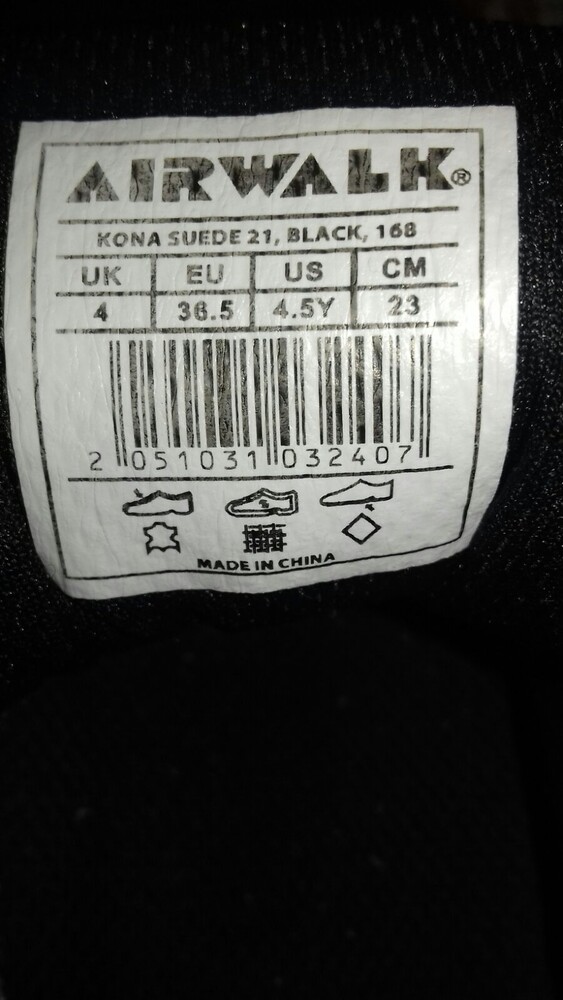 AIRWALK®
KONA SUEDE 21, BLACK, 168
UK EU US CM
4 36.5 4.5Y 23
2 051031 032407
MADE IN CHINA